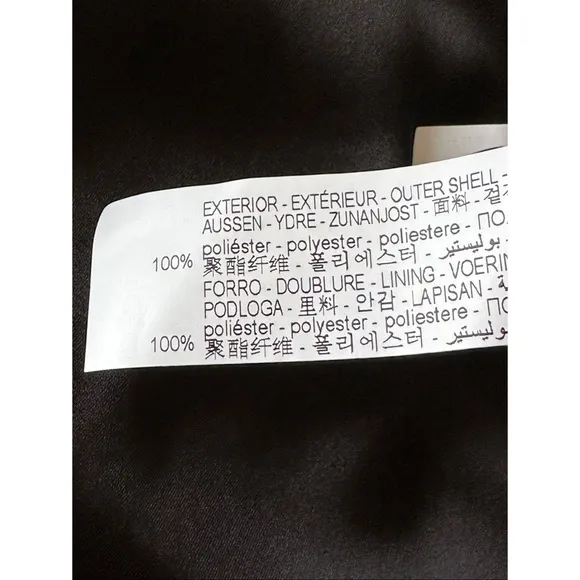 EXTERIOR - EXTÉRIEUR - OUTER SHELL -
AUSSEN - YDRE - ZUNANJOST - 面料 -
poliéster - polyester - poliestere -
100% 聚酯纤维 - 폴리에스터 - بوليستير -
FORRO - DOUBLURE - LINING -
PODLOGA - 里料 - 안감 - LAPISAN -
poliéster - polyester - poliestere -
100% 聚酯纤维 - 폴리에스터 - بوليستير -